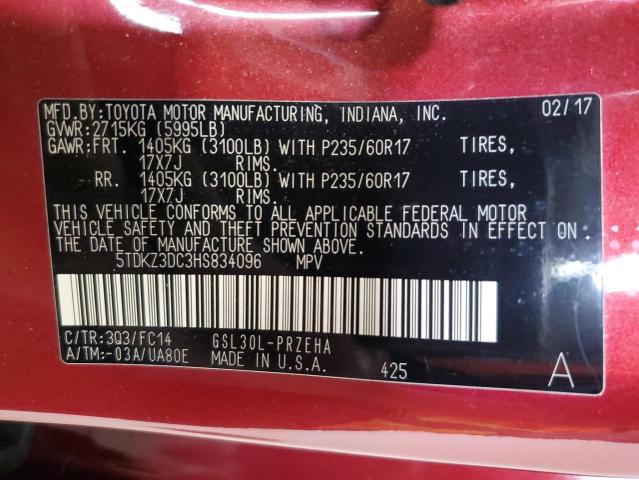 MFD.BY:TOYOTA MOTOR MANUFACTURING, INDIANA, INC. 02/17
GVWR:2715KG (5995LB)
GAWR:FRT. 1405KG (3100LB) WITH P235/60R17 TIRES,
17X7J RIMS.
RR. 1405KG (3100LB) WITH P235/60R17 TIRES,
17X7J RIMS.
THIS VEHICLE CONFORMS TO ALL APPLICABLE FEDERAL MOTOR
VEHICLE SAFETY AND THEFT PREVENTION STANDARDS IN EFFECT ON
THE DATE OF MANUFACTURE SHOWN ABOVE.
5TDKZ3DC3HS834096 MPV
C/TR:3Q3/FC14 GSL30L-PRZEHA
A/TM:-03A/UA80E MADE IN U.S.A. 425 A